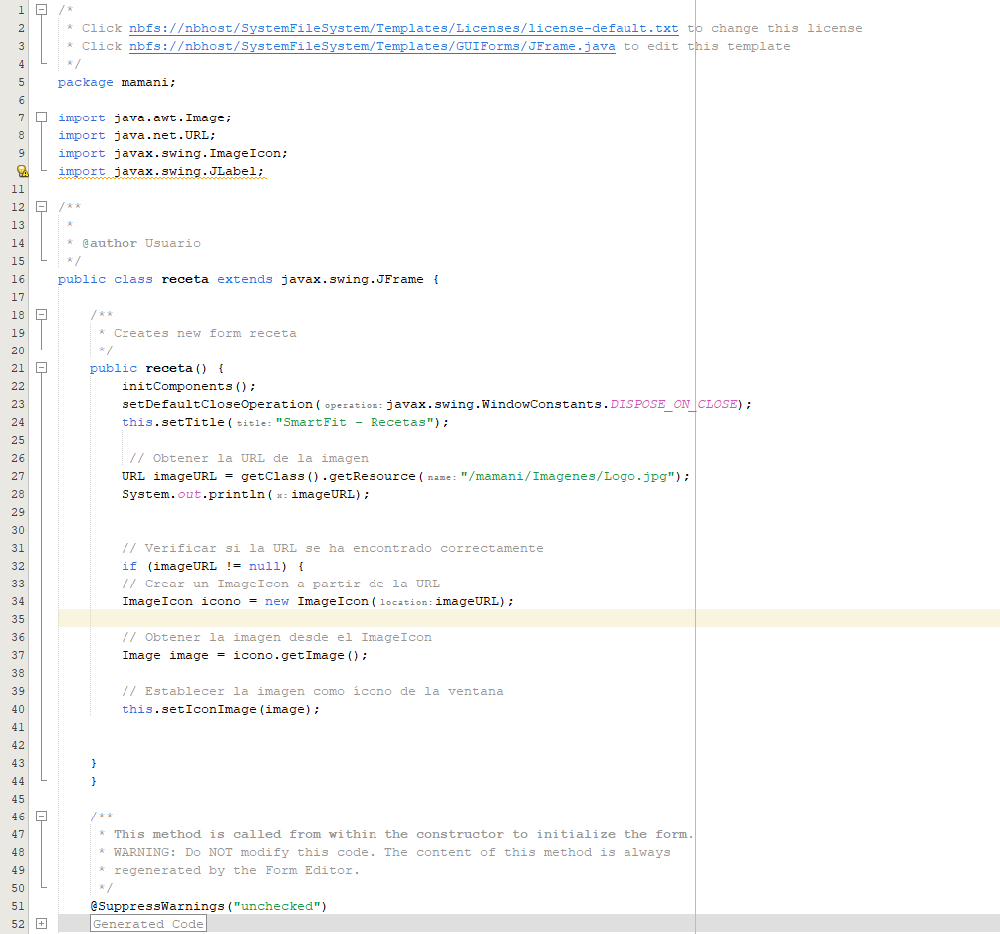 1 /*
2  * Click nbfs://nbhost/SystemFileSystem/Templates/Licenses/license-default.txt to change this license
3  * Click nbfs://nbhost/SystemFileSystem/Templates/GUIForms/JFrame.java to edit this template
4  */
5 package mamani;
6
7 import java.awt.Image;
8 import java.net.URL;
9 import javax.swing.ImageIcon;
import javax.swing.JLabel;
11
12 /**
13  *
14  * @author Usuario
15  */
16 public class receta extends javax.swing.JFrame {
17
18     /**
19      * Creates new form receta
20      */
21     public receta() {
22         initComponents();
23         setDefaultCloseOperation( operation: javax.swing.WindowConstants.DISPOSE_ON_CLOSE);
24         this.setTitle( title: "SmartFit - Recetas");
25
26          // Obtener la URL de la imagen
27         URL imageURL = getClass().getResource( name: "/mamani/Imagenes/Logo.jpg");
28         System.out.println( x: imageURL);
29
30
31         // Verificar si la URL se ha encontrado correctamente
32         if (imageURL != null) {
33         // Crear un ImageIcon a partir de la URL
34         ImageIcon icono = new ImageIcon( location: imageURL);
35
36         // Obtener la imagen desde el ImageIcon
37         Image image = icono.getImage();
38
39         // Establecer la imagen como icono de la ventana
40         this.setIconImage(image);
41
42
43     }
44     }
45
46     /**
47      * This method is called from within the constructor to initialize the form.
48      * WARNING: Do NOT modify this code. The content of this method is always
49      * regenerated by the Form Editor.
50      */
51     @SuppressWarnings("unchecked")
52     Generated Code